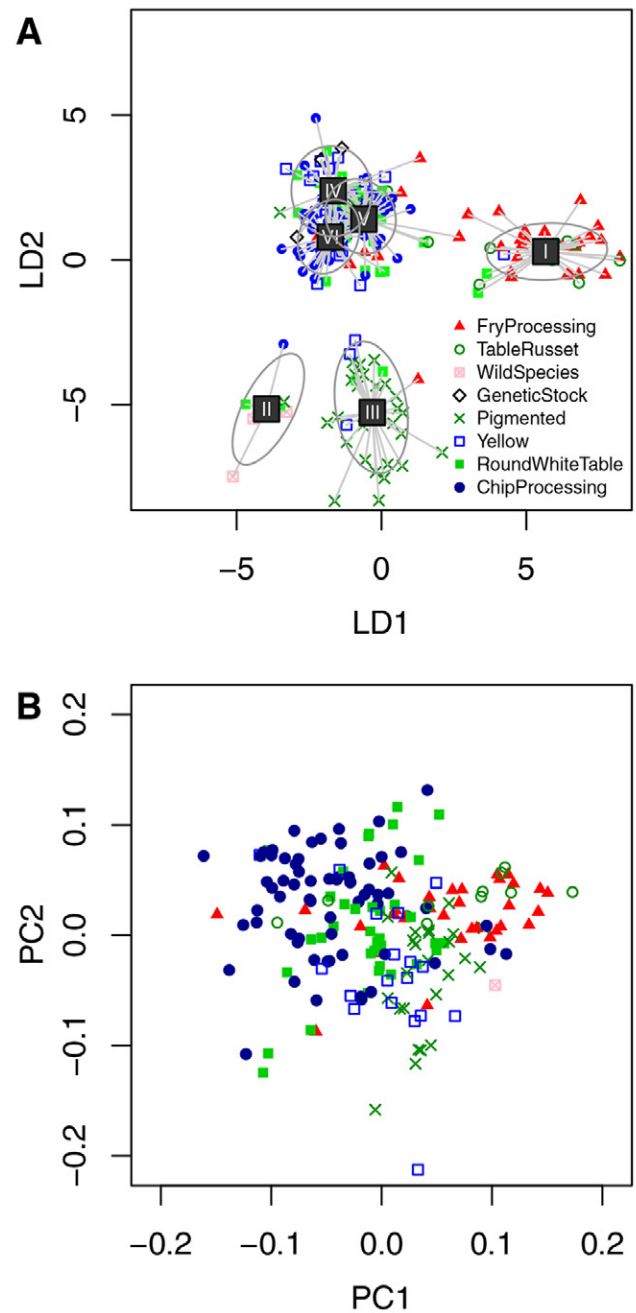 A
5
0
−5
LD2
IV
V
VI
I
II
III
FryProcessing
TableRusset
WildSpecies
GeneticStock
Pigmented
Yellow
RoundWhiteTable
ChipProcessing
−5 0 5
LD1
B
0.2
0.1
0.0
−0.1
−0.2
PC2
−0.2 −0.1 0.0 0.1 0.2
PC1